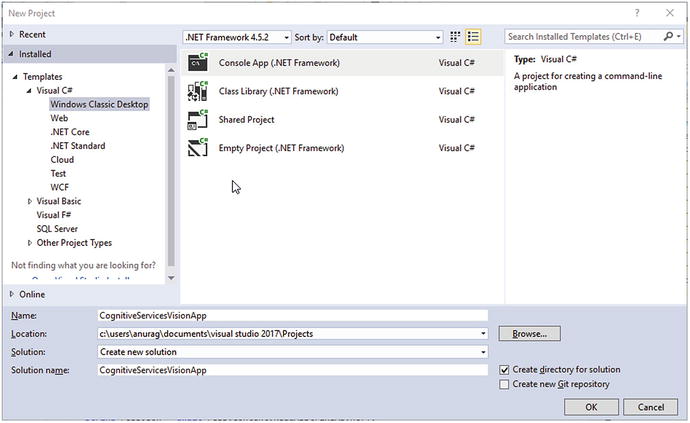 New Project
? ×
Recent
.NET Framework 4.5.2 Sort by: Default Search Installed Templates (Ctrl+E)
Installed
Templates
Visual C#
Windows Classic Desktop
Web
.NET Core
.NET Standard
Cloud
Test
WCF
Visual Basic
Visual F#
SQL Server
Other Project Types
Not finding what you are looking for?
Online
C# Console App (.NET Framework) Visual C#
C# Class Library (.NET Framework) Visual C#
C# Shared Project Visual C#
C# Empty Project (.NET Framework) Visual C#
Type: Visual C#
A project for creating a command-line
application
Name: CognitiveServicesVisionApp
Location: c:\users\anurag\documents\visual studio 2017\Projects
Browse...
Solution: Create new solution
Solution name: CognitiveServicesVisionApp
Create directory for solution
Create new Git repository
OK Cancel